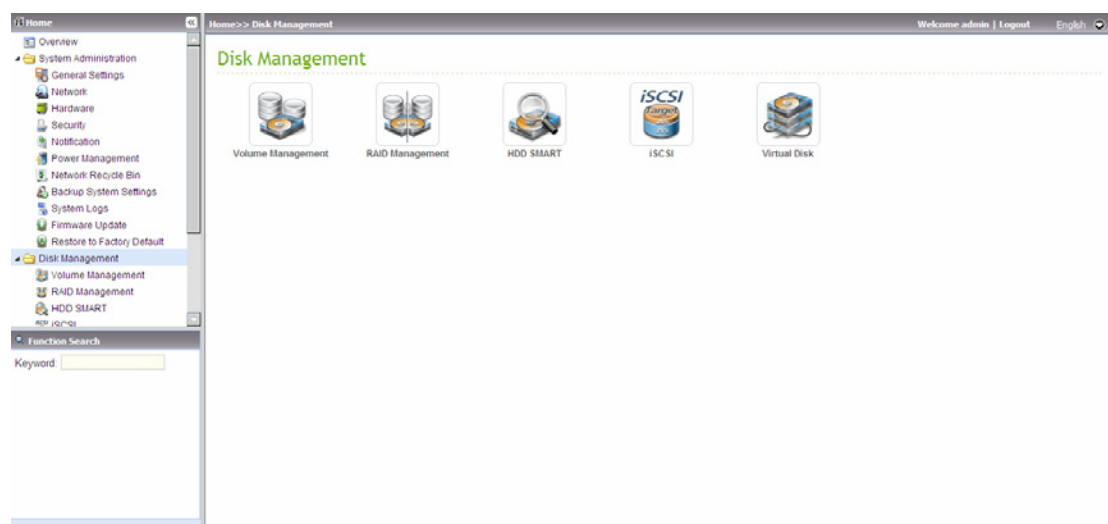 Home
Home>> Disk Management
Welcome admin | Logout
English
Overview
System Administration
General Settings
Network
Hardware
Security
Notification
Power Management
Network Recycle Bin
Backup System Settings
System Logs
Firmware Update
Restore to Factory Default
Disk Management
Volume Management
RAID Management
HDD SMART
iSCSI
Function Search
Keyword:
Disk Management
iSCSI
Target
Volume Management
RAID Management
HDD SMART
iSCSI
Virtual Disk